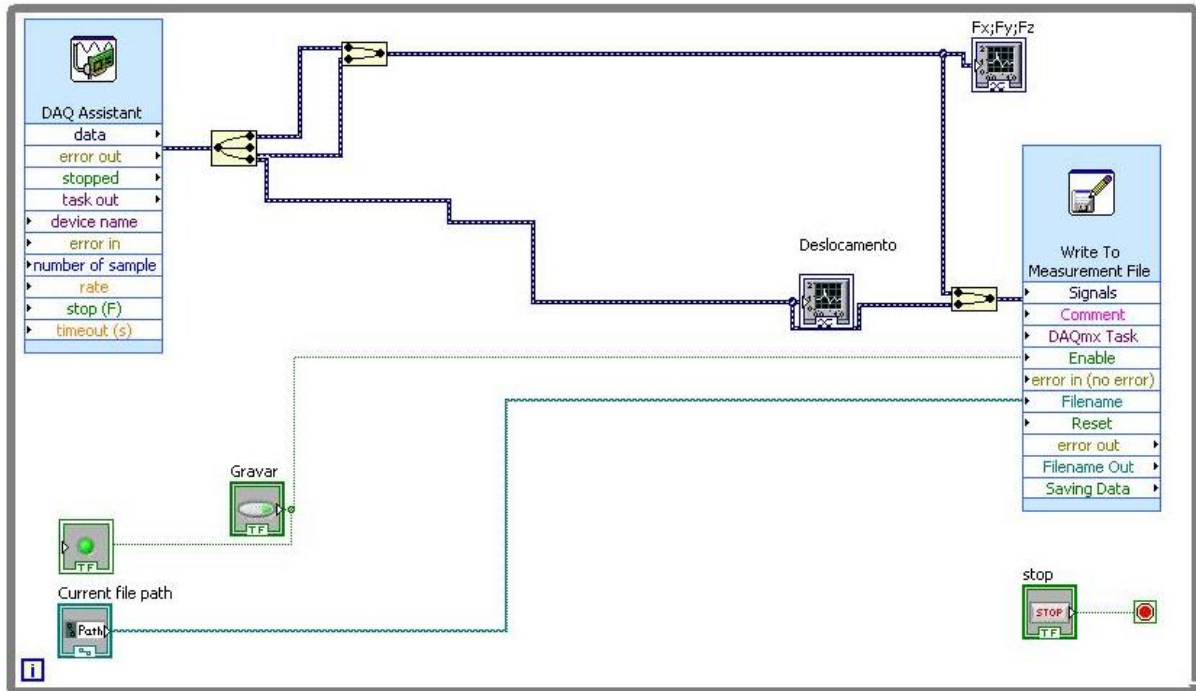 Fx;Fy;Fz
DAQ Assistant
data
error out
stopped
task out
device name
error in
number of sample
rate
stop (F)
timeout (s)
Deslocamento
Write To
Measurement File
Signals
Comment
DAQmx Task
Enable
error in (no error)
Filename
Reset
error out
Filename Out
Saving Data
Gravar
TF
TF
Current file path
Path
stop
STOP
TF
i